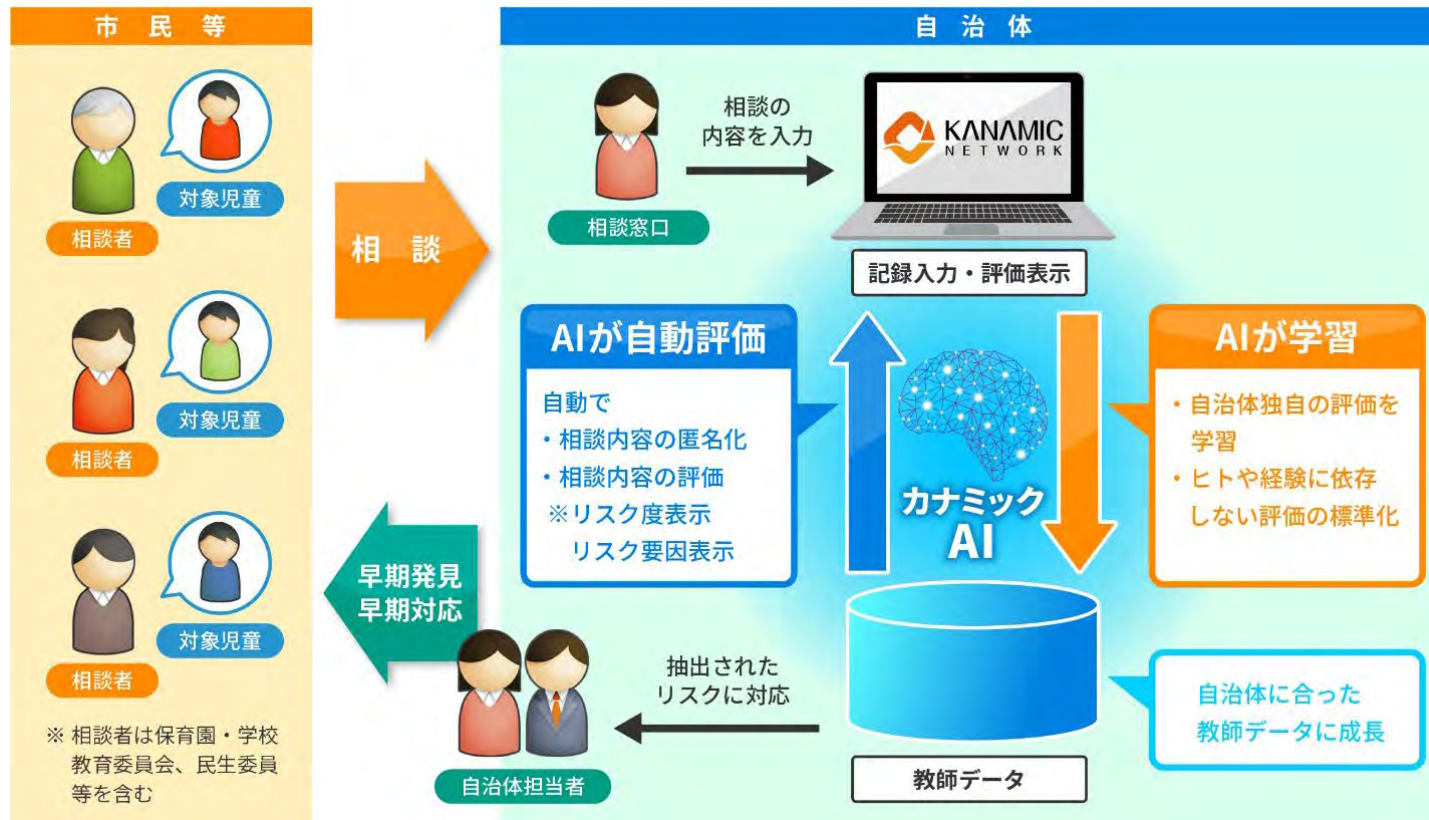 市 民 等
対象児童
相談者
対象児童
相談者
対象児童
相談者
※ 相談者は保育園・学校
教育委員会、民生委員
等を含む
相 談
早期発見
早期対応
自 治 体
相談窓口
相談の
内容を入力
KANAMIC
NETWORK
記録入力・評価表示
AIが自動評価
自動で
・相談内容の匿名化
・相談内容の評価
※リスク度表示
リスク要因表示
カナミック
AI
AIが学習
・自治体独自の評価を
学習
・ヒトや経験に依存
しない評価の標準化
自治体に合った
教師データに成長
教師データ
抽出された
リスクに対応
自治体担当者